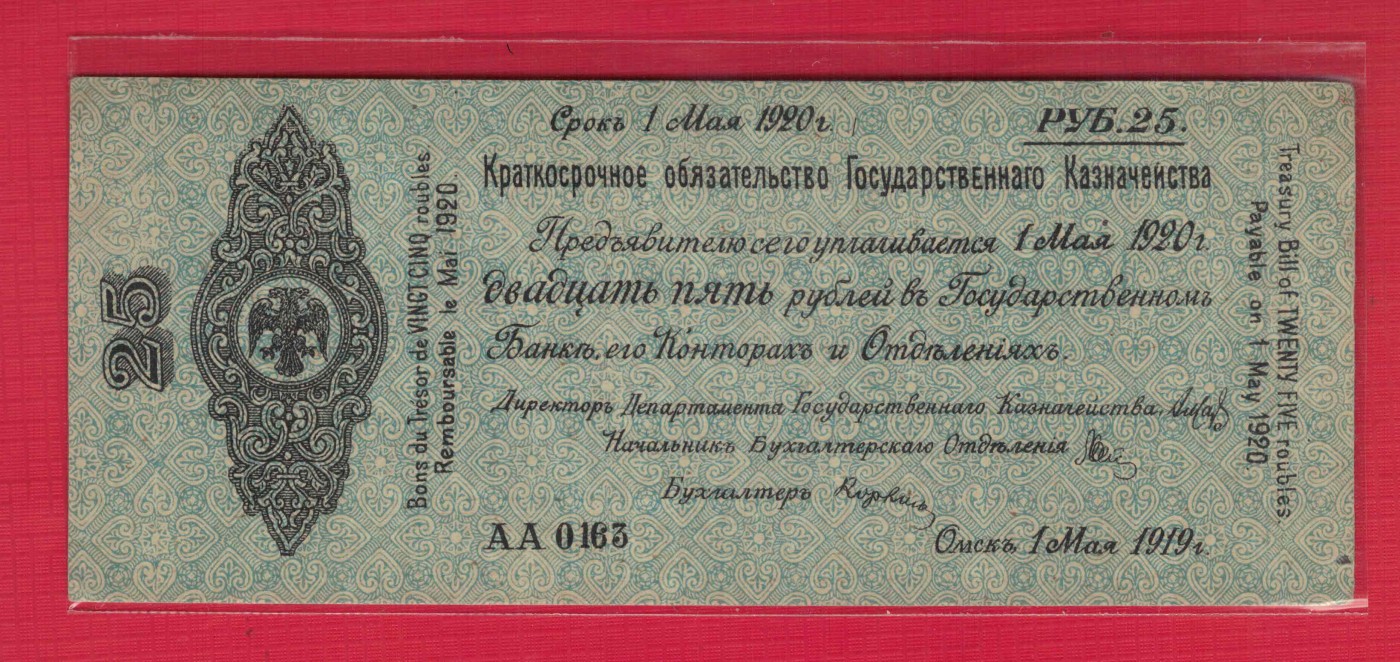 Срокъ 1 Мая 1920 г.
РУБ. 25.
Краткосрочное обязательство Государственнаго Казначейства
Предъявителю сего уплачивается 1 Мая 1920 г.
двадцать пять рублей въ Государственномъ
Банкѣ, его Конторахъ и Отдѣленіяхъ.
Директоръ Департамента Государственнаго Казначейства,
Начальникъ Бухгалтерскаго Отдѣленія
Бухгалтеръ
АА 0163
Омскъ 1 Мая 1919 г.
25
Bons du Tresor de VINGT CINQ roubles
Remboursable le Mai 1920.
Treasury Bill of TWENTY FIVE roubles.
Payable on 1 May 1920